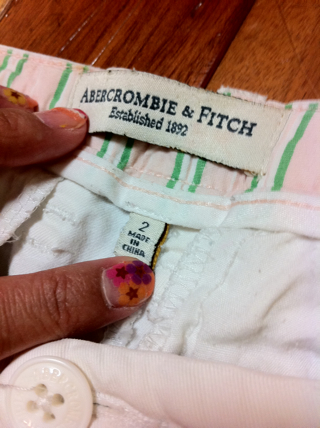 ABERCROMBIE & FITCH
Established 1892
2
MADE
IN
CHINA